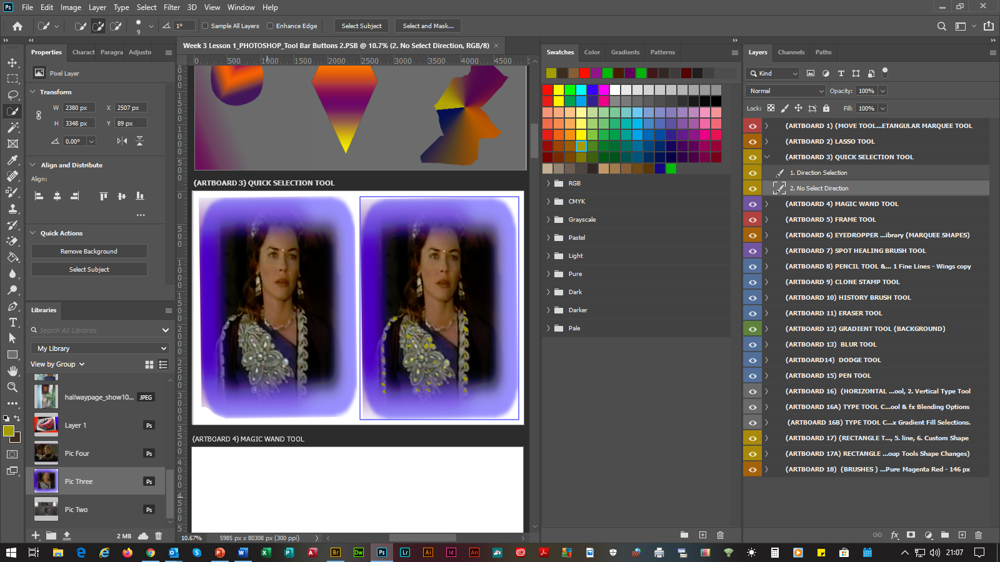 Ps File Edit Image Layer Type Select Filter 3D View Window Help
9 1° Sample All Layers Enhance Edge Select Subject Select and Mask...
Properties Charact Paragra Adjustn
Pixel Layer
Transform
W 2380 px X 2507 px
H 3348 px Y 89 px
0.00°
Align and Distribute
Align:
Quick Actions
Remove Background
Select Subject
Libraries
Search All Libraries
My Library
View by Group
hallwaypage_show10... JPEG
Layer 1 Ps
Pic Four Ps
Pic Three Ps
Pic Two Ps
2 MB
Week 3 Lesson 1_PHOTOSHOP_Tool Bar Buttons 2.PSB @ 10.7% (2. No Select Direction, RGB/8) ×
0 500 1000 1500 2000 2500 3000 3500 4000 4500
(ARTBOARD 3) QUICK SELECTION TOOL
(ARTBOARD 4) MAGIC WAND TOOL
10.67% 5985 px x 80308 px (300 ppi)
Swatches Color Gradients Patterns
RGB
CMYK
Grayscale
Pastel
Light
Pure
Dark
Darker
Pale
Layers Channels Paths
Kind
Normal Opacity: 100%
Lock: Fill: 100%
(ARTBOARD 1) (MOVE TOOL...ETANGULAR MARQUEE TOOL
(ARTBOARD 2) LASSO TOOL
(ARTBOARD 3) QUICK SELECTION TOOL
1. Direction Selection
2. No Select Direction
(ARTBOARD 4) MAGIC WAND TOOL
(ARTBOARD 5) FRAME TOOL
(ARTBOARD 6) EYEDROPPER ...ibrary (MARQUEE SHAPES)
(ARTBOARD 7) SPOT HEALING BRUSH TOOL
(ARTBOARD 8) PENCIL TOOL &... 1 Fine Lines - Wings copy
(ARTBOARD 9) CLONE STAMP TOOL
(ARTBOARD 10) HISTORY BRUSH TOOL
(ARTBOARD 11) ERASER TOOL
(ARTBOARD 12) GRADIENT TOOL (BACKGROUND)
(ARTBOARD 13) BLUR TOOL
(ARTBOARD14) DODGE TOOL
(ARTBOARD 15) PEN TOOL
(ARTBOARD 16) (HORIZONTAL ...ool, 2. Vertical Type Tool
(ARTBOARD 16A) TYPE TOOL C...ool & fx Blending Options
(ARTBOARD 16B) TYPE TOOL C...x Gradient Fill Selections.
(ARTBOARD 17) (RECTANGLE T..., 5. line, 6. Custom Shape
(ARTBOARD 17A) RECTANGLE ...oup Tools Shape Changes)
(ARTBOARD 18) (BRUSHES ) ...Pure Magenta Red - 146 px
fx
Br Dw Ps Lr Ai Id An
21:07